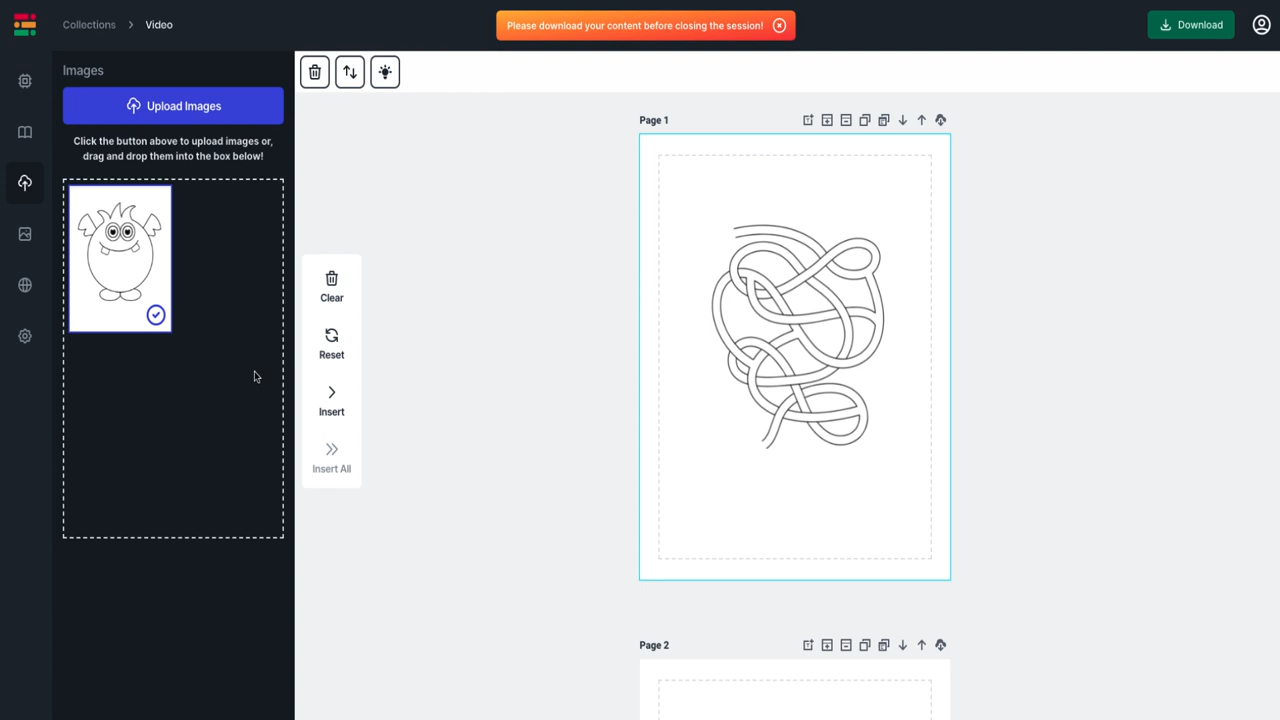 Collections
Video
Please download your content before closing the session!
Download
Images
Upload Images
Click the button above to upload images or,
drag and drop them into the box below!
Clear
Reset
Insert
Insert All
Page 1
Page 2